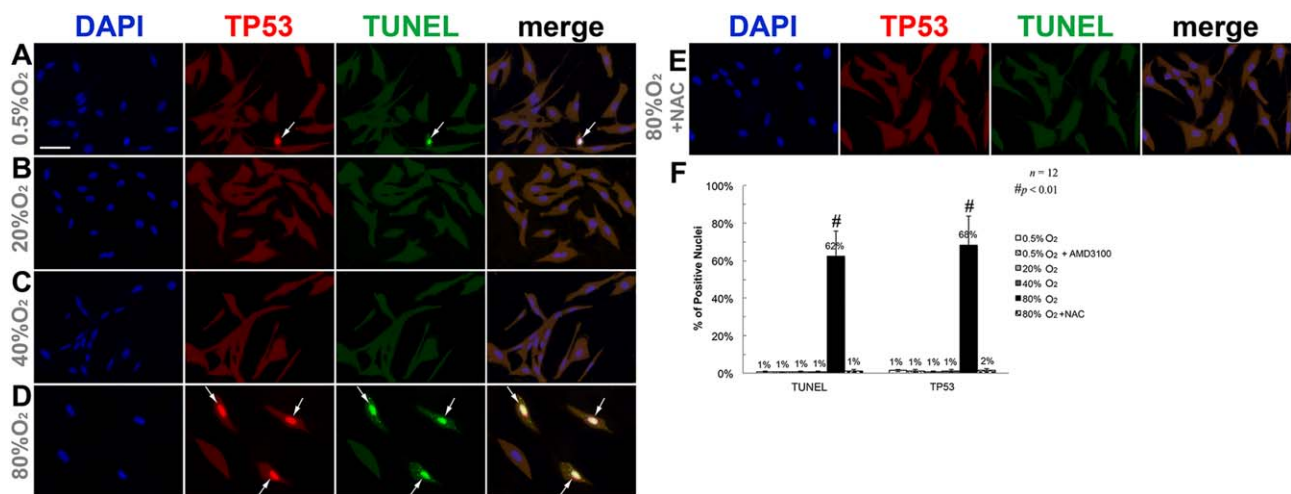 DAPI TP53 TUNEL merge
A
0.5%O₂
B
20%O₂
C
40%O₂
D
80%O₂
DAPI TP53 TUNEL merge
E
80%O₂
+NAC
F
n = 12
#p < 0.01
% of Positive Nuclei
100%
80%
60%
40%
20%
0%
1% 1% 1% 1% 62% 1%
#
1% 1% 1% 1% 68% 2%
#
TUNEL TP53
0.5% O₂
0.5% O₂ + AMD3100
20% O₂
40% O₂
80% O₂
80% O₂ +NAC